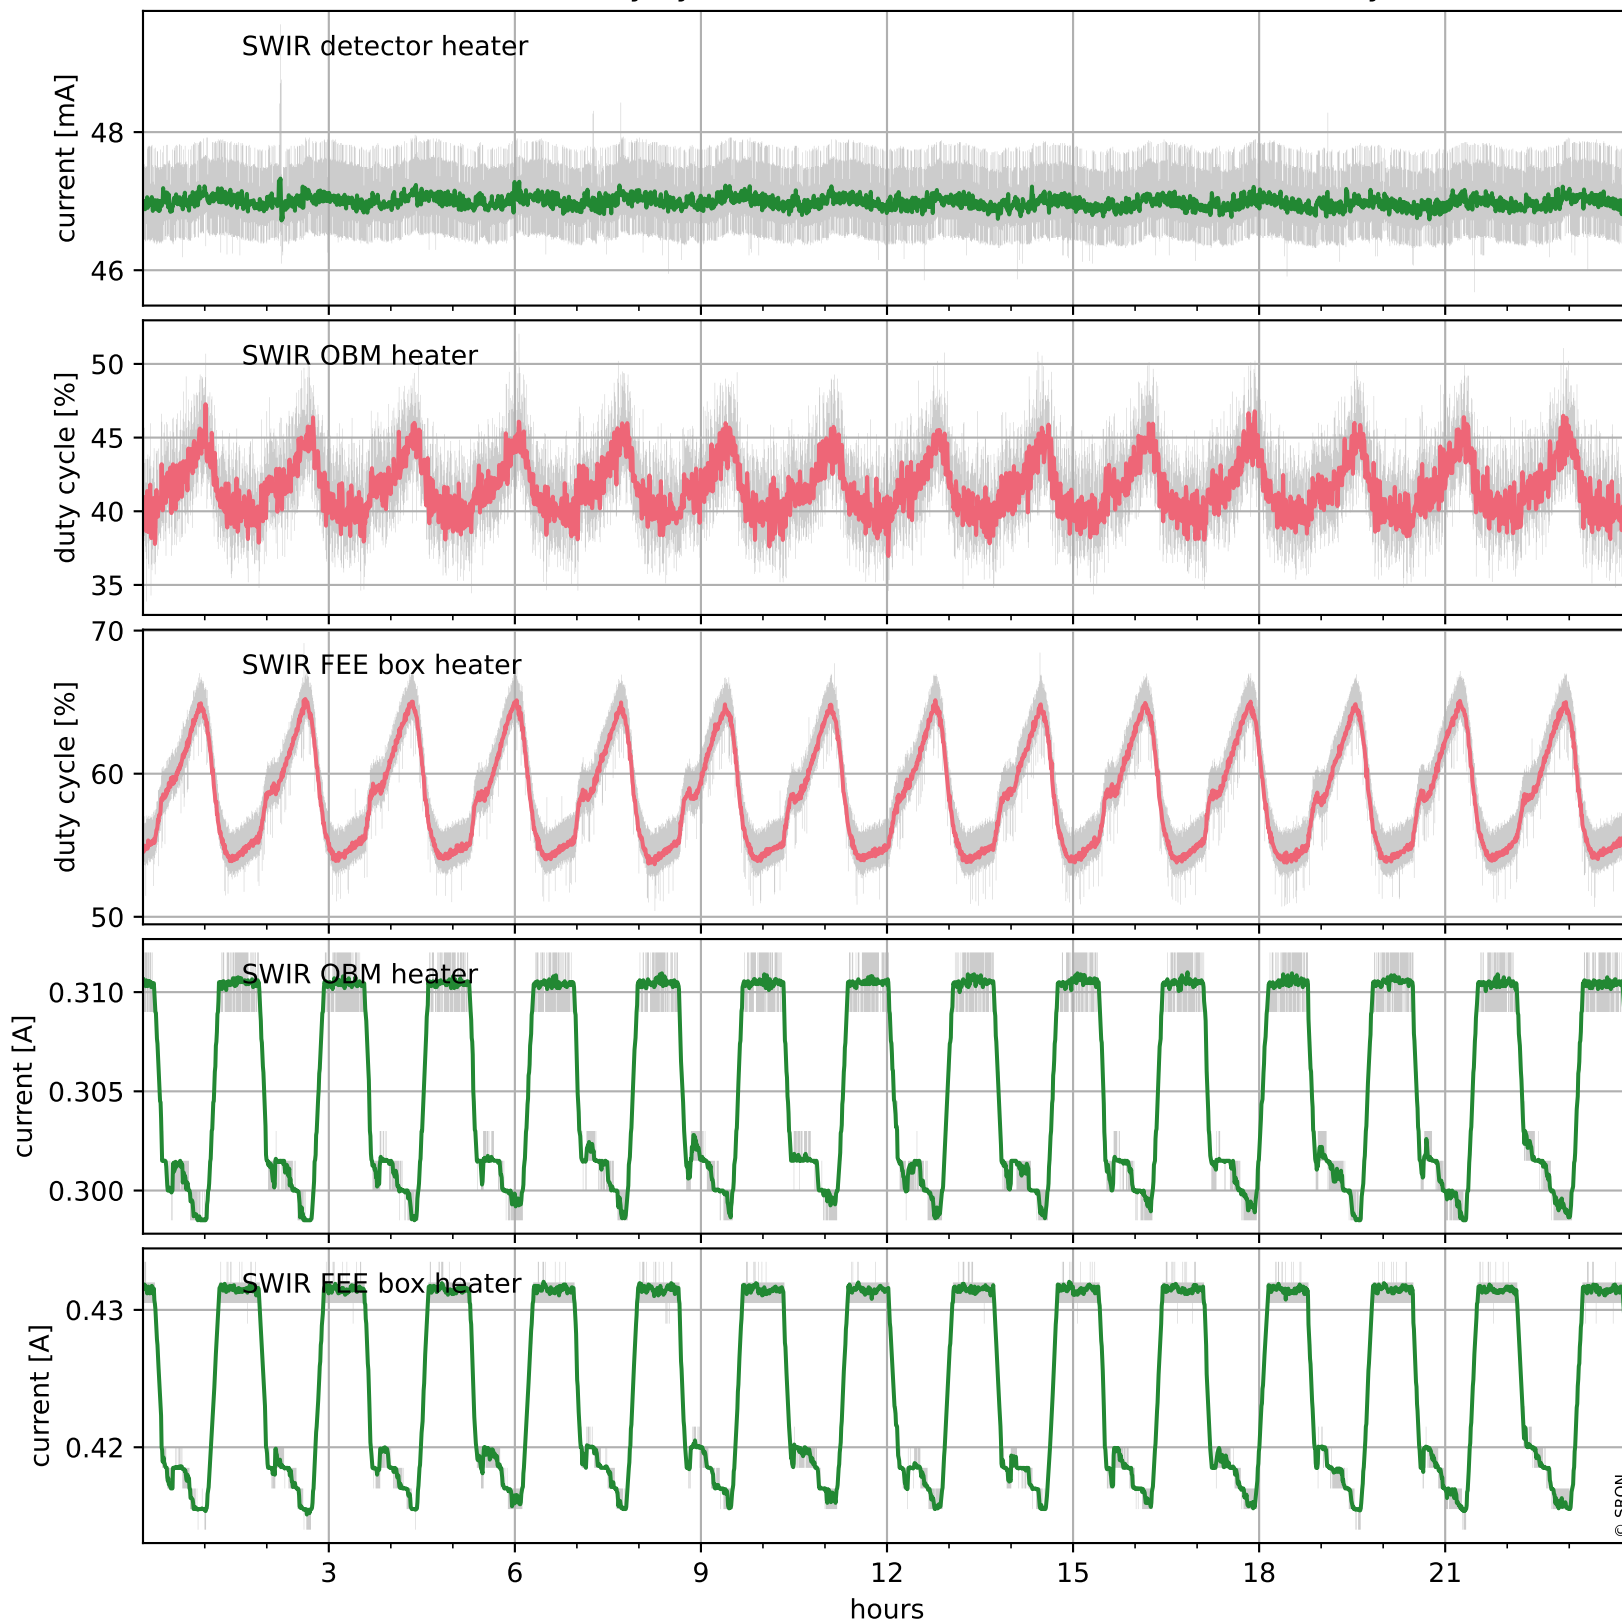 SWIR detector heater
current [mA]
48
46
SWIR OBM heater
duty cycle [%]
50
45
40
35
SWIR FEE box heater
duty cycle [%]
70
60
50
SWIR OBM heater
current [A]
0.310
0.305
0.300
SWIR FEE box heater
current [A]
0.43
0.42
3 6 9 12 15 18 21
hours
© SRON